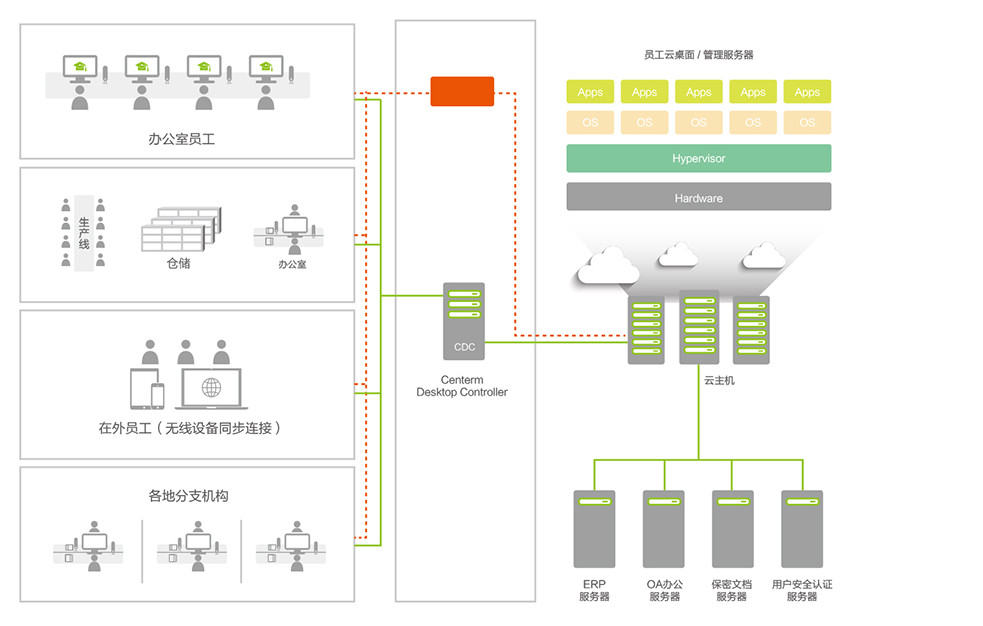 办公室员工
生产线
仓储
办公室
在外员工（无线设备同步连接）
各地分支机构
CDC
Centerm
Desktop Controller
员工云桌面 / 管理服务器
Apps Apps Apps Apps Apps
OS OS OS OS OS
Hypervisor
Hardware
云主机
ERP
服务器
OA办公
服务器
保密文档
服务器
用户安全认证
服务器